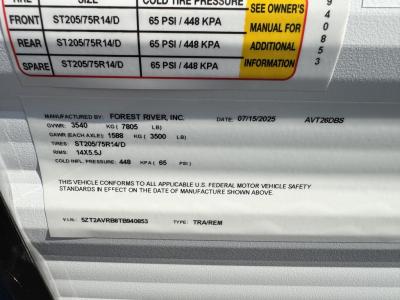 TIRE SIZE COLD TIRE PRESSURE
FRONT ST205/75R14/D 65 PSI / 448 KPA
REAR ST205/75R14/D 65 PSI / 448 KPA
SPARE ST205/75R14/D 65 PSI / 448 KPA
SEE OWNER'S
MANUAL FOR
ADDITIONAL
INFORMATION
940853
MANUFACTURED BY: FOREST RIVER, INC. DATE: 07/15/2025 AVT26DBS
GVWR: 3540 KG ( 7805 LB)
GAWR (EACH AXLE): 1588 KG ( 3500 LB)
TIRES: ST205/75R14/D
RIMS: 14X5.5J
COLD INFL. PRESSURE: 448 KPA ( 65 PSI)
THIS VEHICLE CONFORMS TO ALL APPLICABLE U.S. FEDERAL MOTOR VEHICLE SAFETY
STANDARDS IN EFFECT ON THE DATE OF MANUFACTURE SHOWN ABOVE.
V.I.N.: 5ZT2AVRB8TB940853 TYPE: TRA/REM